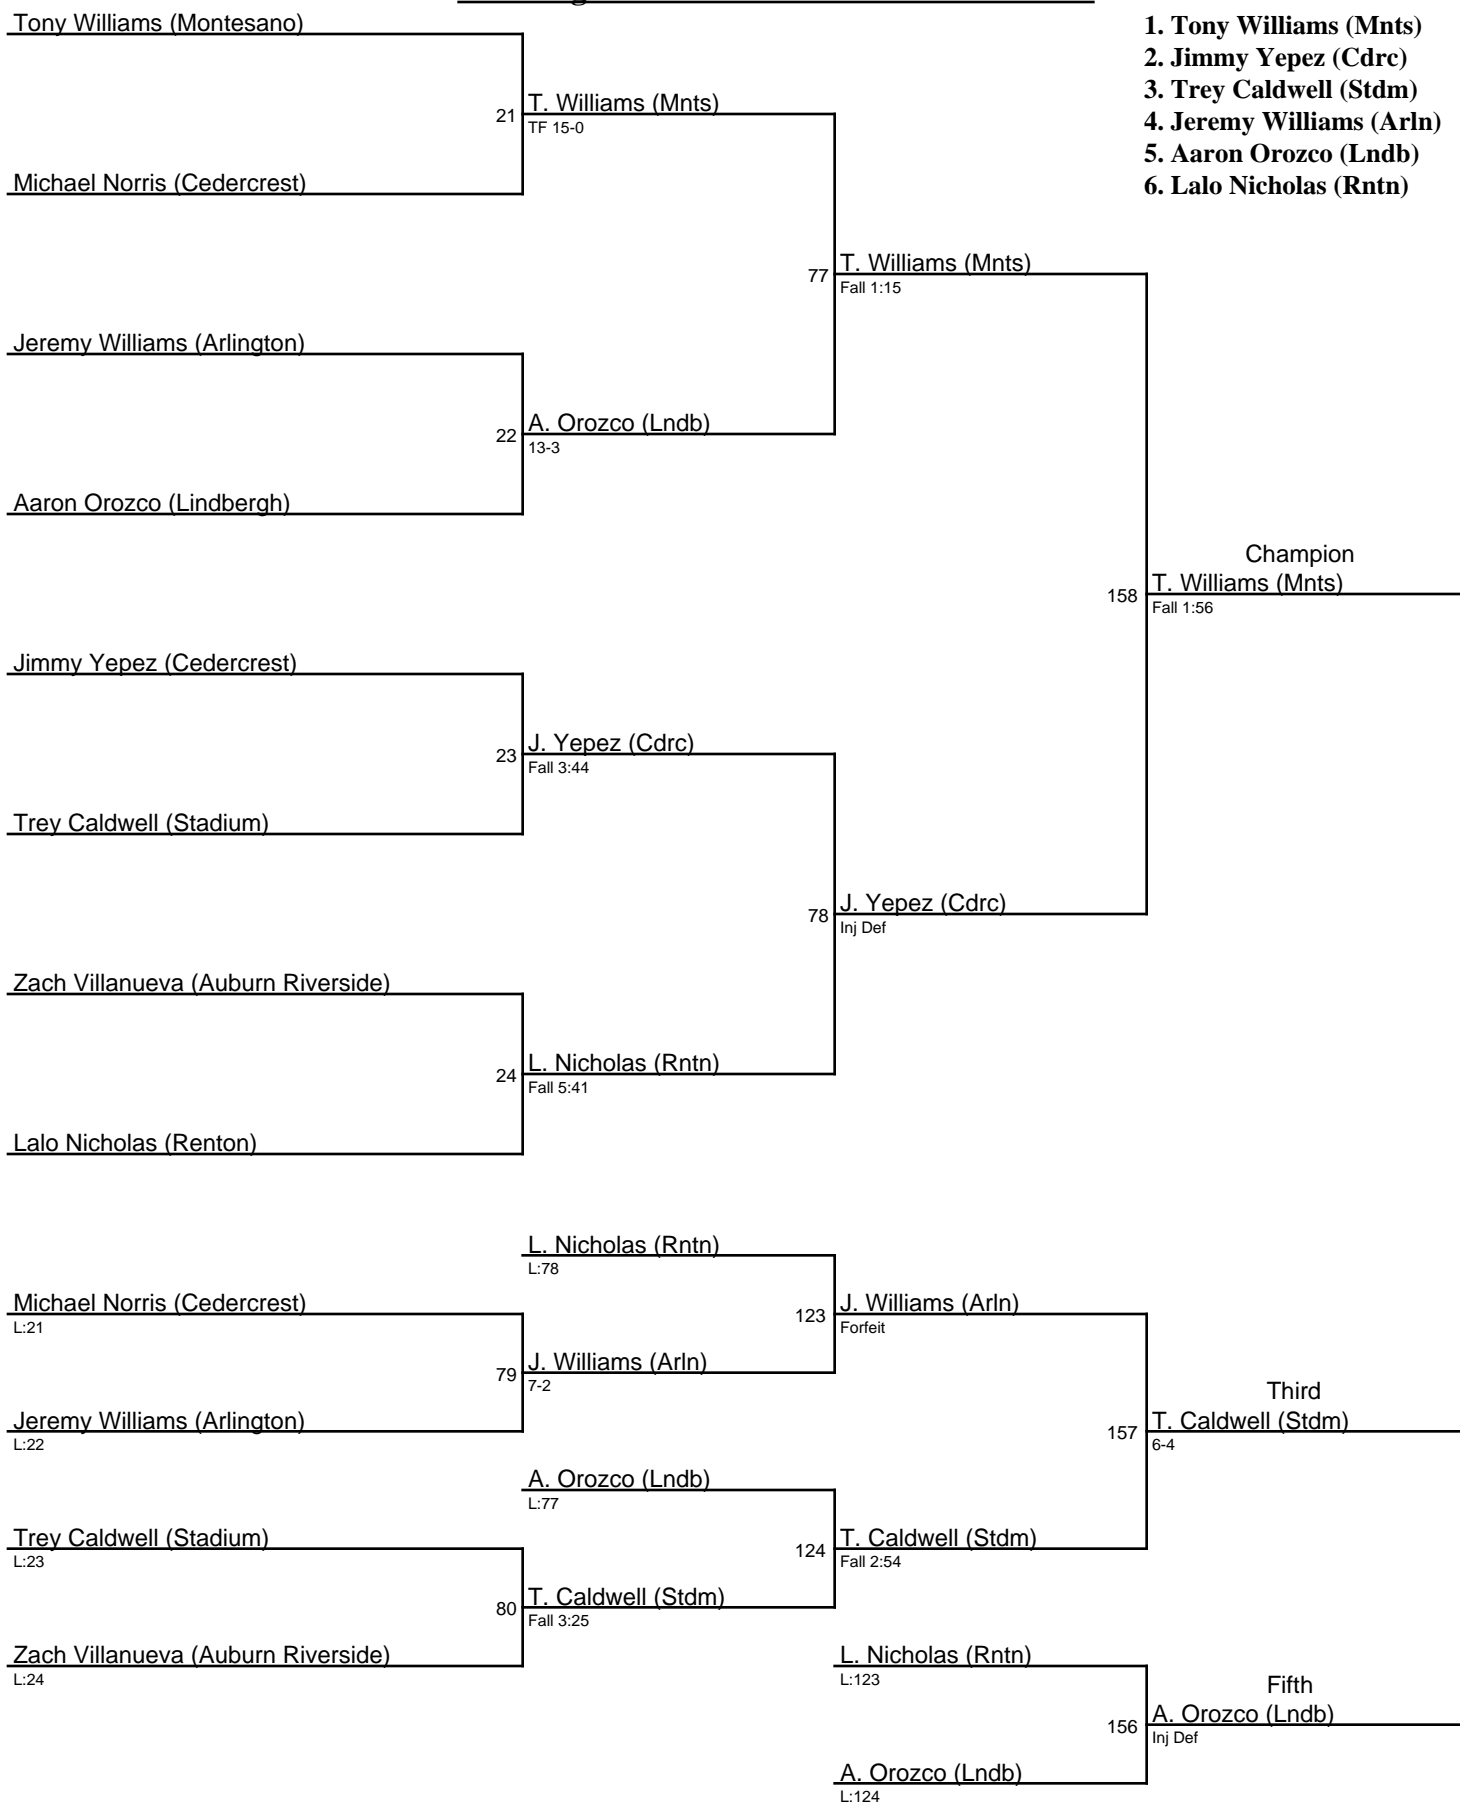 Tony Williams (Montesano)
1. Tony Williams (Mnts)
2. Jimmy Yepez (Cdrc)
3. Trey Caldwell (Stdm)
4. Jeremy Williams (Arln)
5. Aaron Orozco (Lndb)
6. Lalo Nicholas (Rntn)
21 T. Williams (Mnts)
TF 15-0
Michael Norris (Cedercrest)
77 T. Williams (Mnts)
Fall 1:15
Jeremy Williams (Arlington)
22 A. Orozco (Lndb)
13-3
Aaron Orozco (Lindbergh)
Champion
158 T. Williams (Mnts)
Fall 1:56
Jimmy Yepez (Cedercrest)
23 J. Yepez (Cdrc)
Fall 3:44
Trey Caldwell (Stadium)
78 J. Yepez (Cdrc)
Inj Def
Zach Villanueva (Auburn Riverside)
24 L. Nicholas (Rntn)
Fall 5:41
Lalo Nicholas (Renton)
L. Nicholas (Rntn)
L:78
Michael Norris (Cedercrest)
L:21
123 J. Williams (Arln)
Forfeit
79 J. Williams (Arln)
7-2
Jeremy Williams (Arlington)
L:22
Third
157 T. Caldwell (Stdm)
6-4
A. Orozco (Lndb)
L:77
Trey Caldwell (Stadium)
L:23
124 T. Caldwell (Stdm)
Fall 2:54
80 T. Caldwell (Stdm)
Fall 3:25
Zach Villanueva (Auburn Riverside)
L:24
L. Nicholas (Rntn)
L:123
Fifth
156 A. Orozco (Lndb)
Inj Def
A. Orozco (Lndb)
L:124